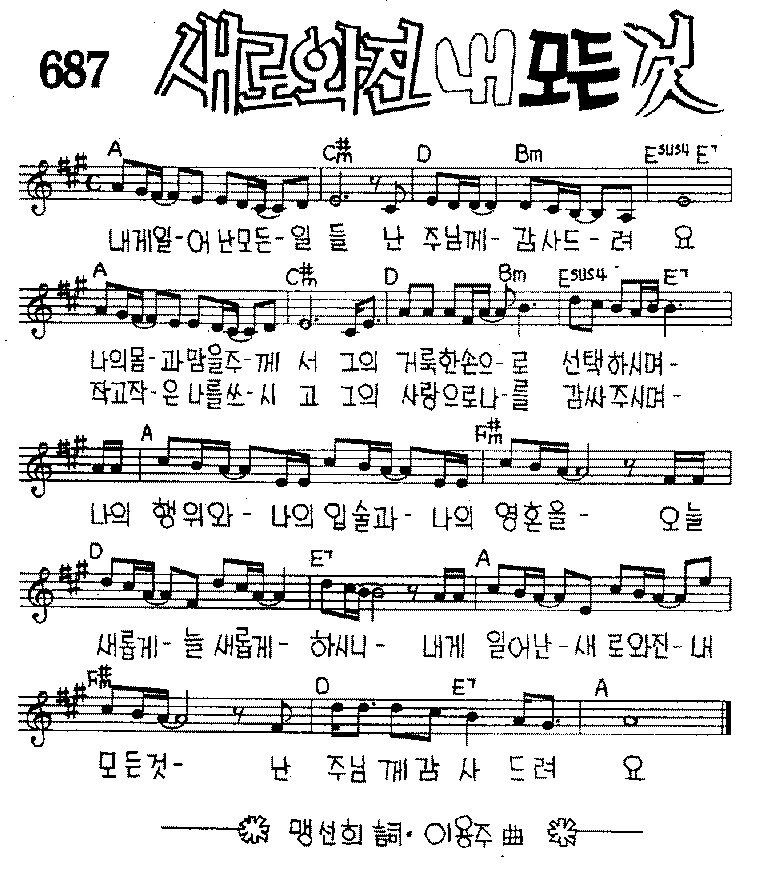 687 새로와진 내 모든 것
A C#m D Bm Esus4 E7
내게일-어 난모든-일 들 난 주님께- 감사드-려 요
A C#m D Bm Esus4 E7
나의몸-과맘을주-께 서 그의 거룩한손으-로 선택하시며-
작고작-은 나를쓰-시 고 그의 사랑으로나-를 감싸주시며-
A F#m
나의 행위와- 나의 입술과- 나의 영혼을- 오늘
D E7 A
새롭게- 늘 새롭게- 하시니- 내게 일어난-새 로와진-내
F#m D E7 A
모든것- 난 주님 께감 사 드려 요
맹선희 詞·이용주 曲